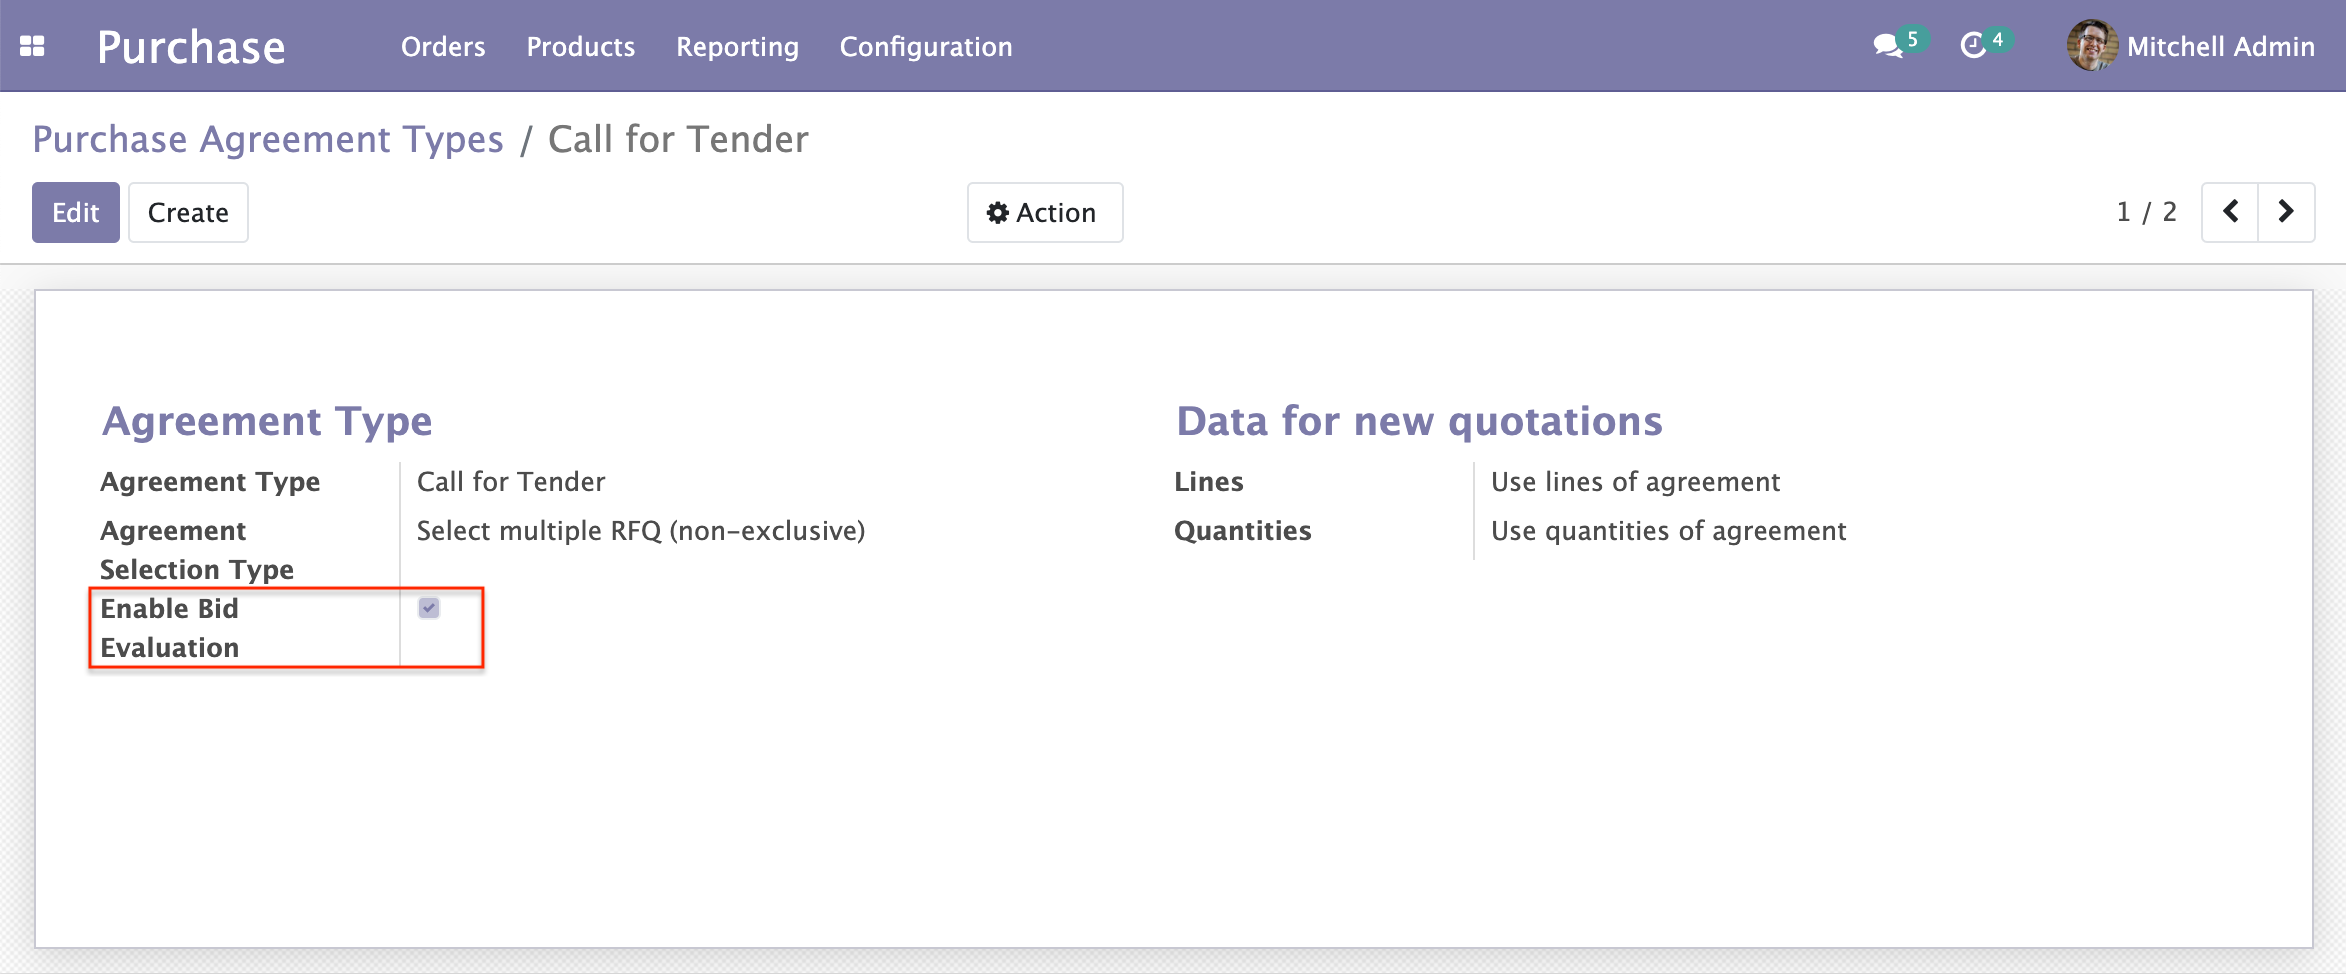 Purchase Orders Products Reporting Configuration 5 4 Mitchell Admin
Purchase Agreement Types / Call for Tender
Edit Create Action 1 / 2
Agreement Type
Agreement Type Call for Tender
Agreement Select multiple RFQ (non-exclusive)
Selection Type
Enable Bid
Evaluation
Data for new quotations
Lines Use lines of agreement
Quantities Use quantities of agreement